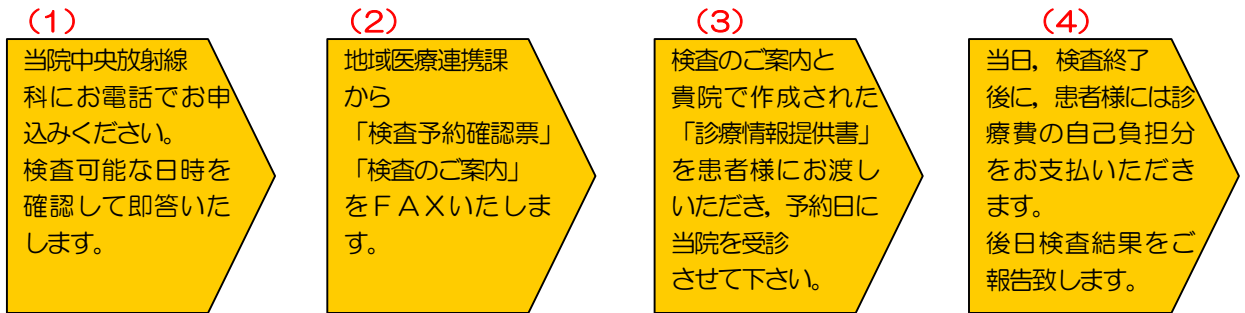 (1)
当院中央放射線
科にお電話でお申
込みください。
検査可能な日時を
確認して即答いた
します。
(2)
地域医療連携課
から
「検査予約確認票」
「検査のご案内」
をＦＡＸいたしま
す。
(3)
検査のご案内と
貴院で作成された
「診療情報提供書」
を患者様にお渡し
いただき，予約日に
当院を受診
させて下さい。
(4)
当日，検査終了
後に，患者様には診
療費の自己負担分
をお支払いただき
ます。
後日検査結果をご
報告致します。